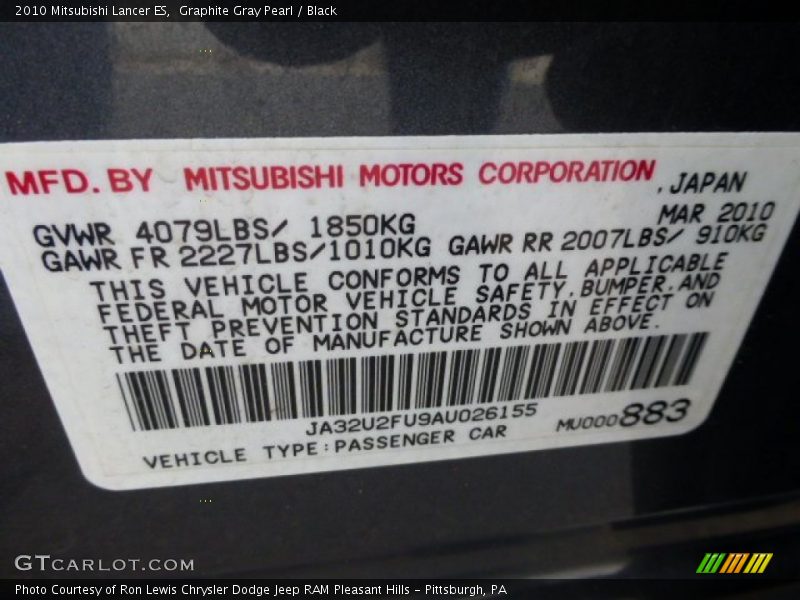 2010 Mitsubishi Lancer ES, Graphite Gray Pearl / Black
MFD. BY MITSUBISHI MOTORS CORPORATION, JAPAN
MAR 2010
GVWR 4079LBS/ 1850KG
GAWR FR 2227LBS/1010KG GAWR RR 2007LBS/ 910KG
THIS VEHICLE CONFORMS TO ALL APPLICABLE
FEDERAL MOTOR VEHICLE SAFETY, BUMPER, AND
THEFT PREVENTION STANDARDS IN EFFECT ON
THE DATE OF MANUFACTURE SHOWN ABOVE.
JA32U2FU9AU026155
MU000883
VEHICLE TYPE:PASSENGER CAR
GTCARLOT.COM
Photo Courtesy of Ron Lewis Chrysler Dodge Jeep RAM Pleasant Hills - Pittsburgh, PA